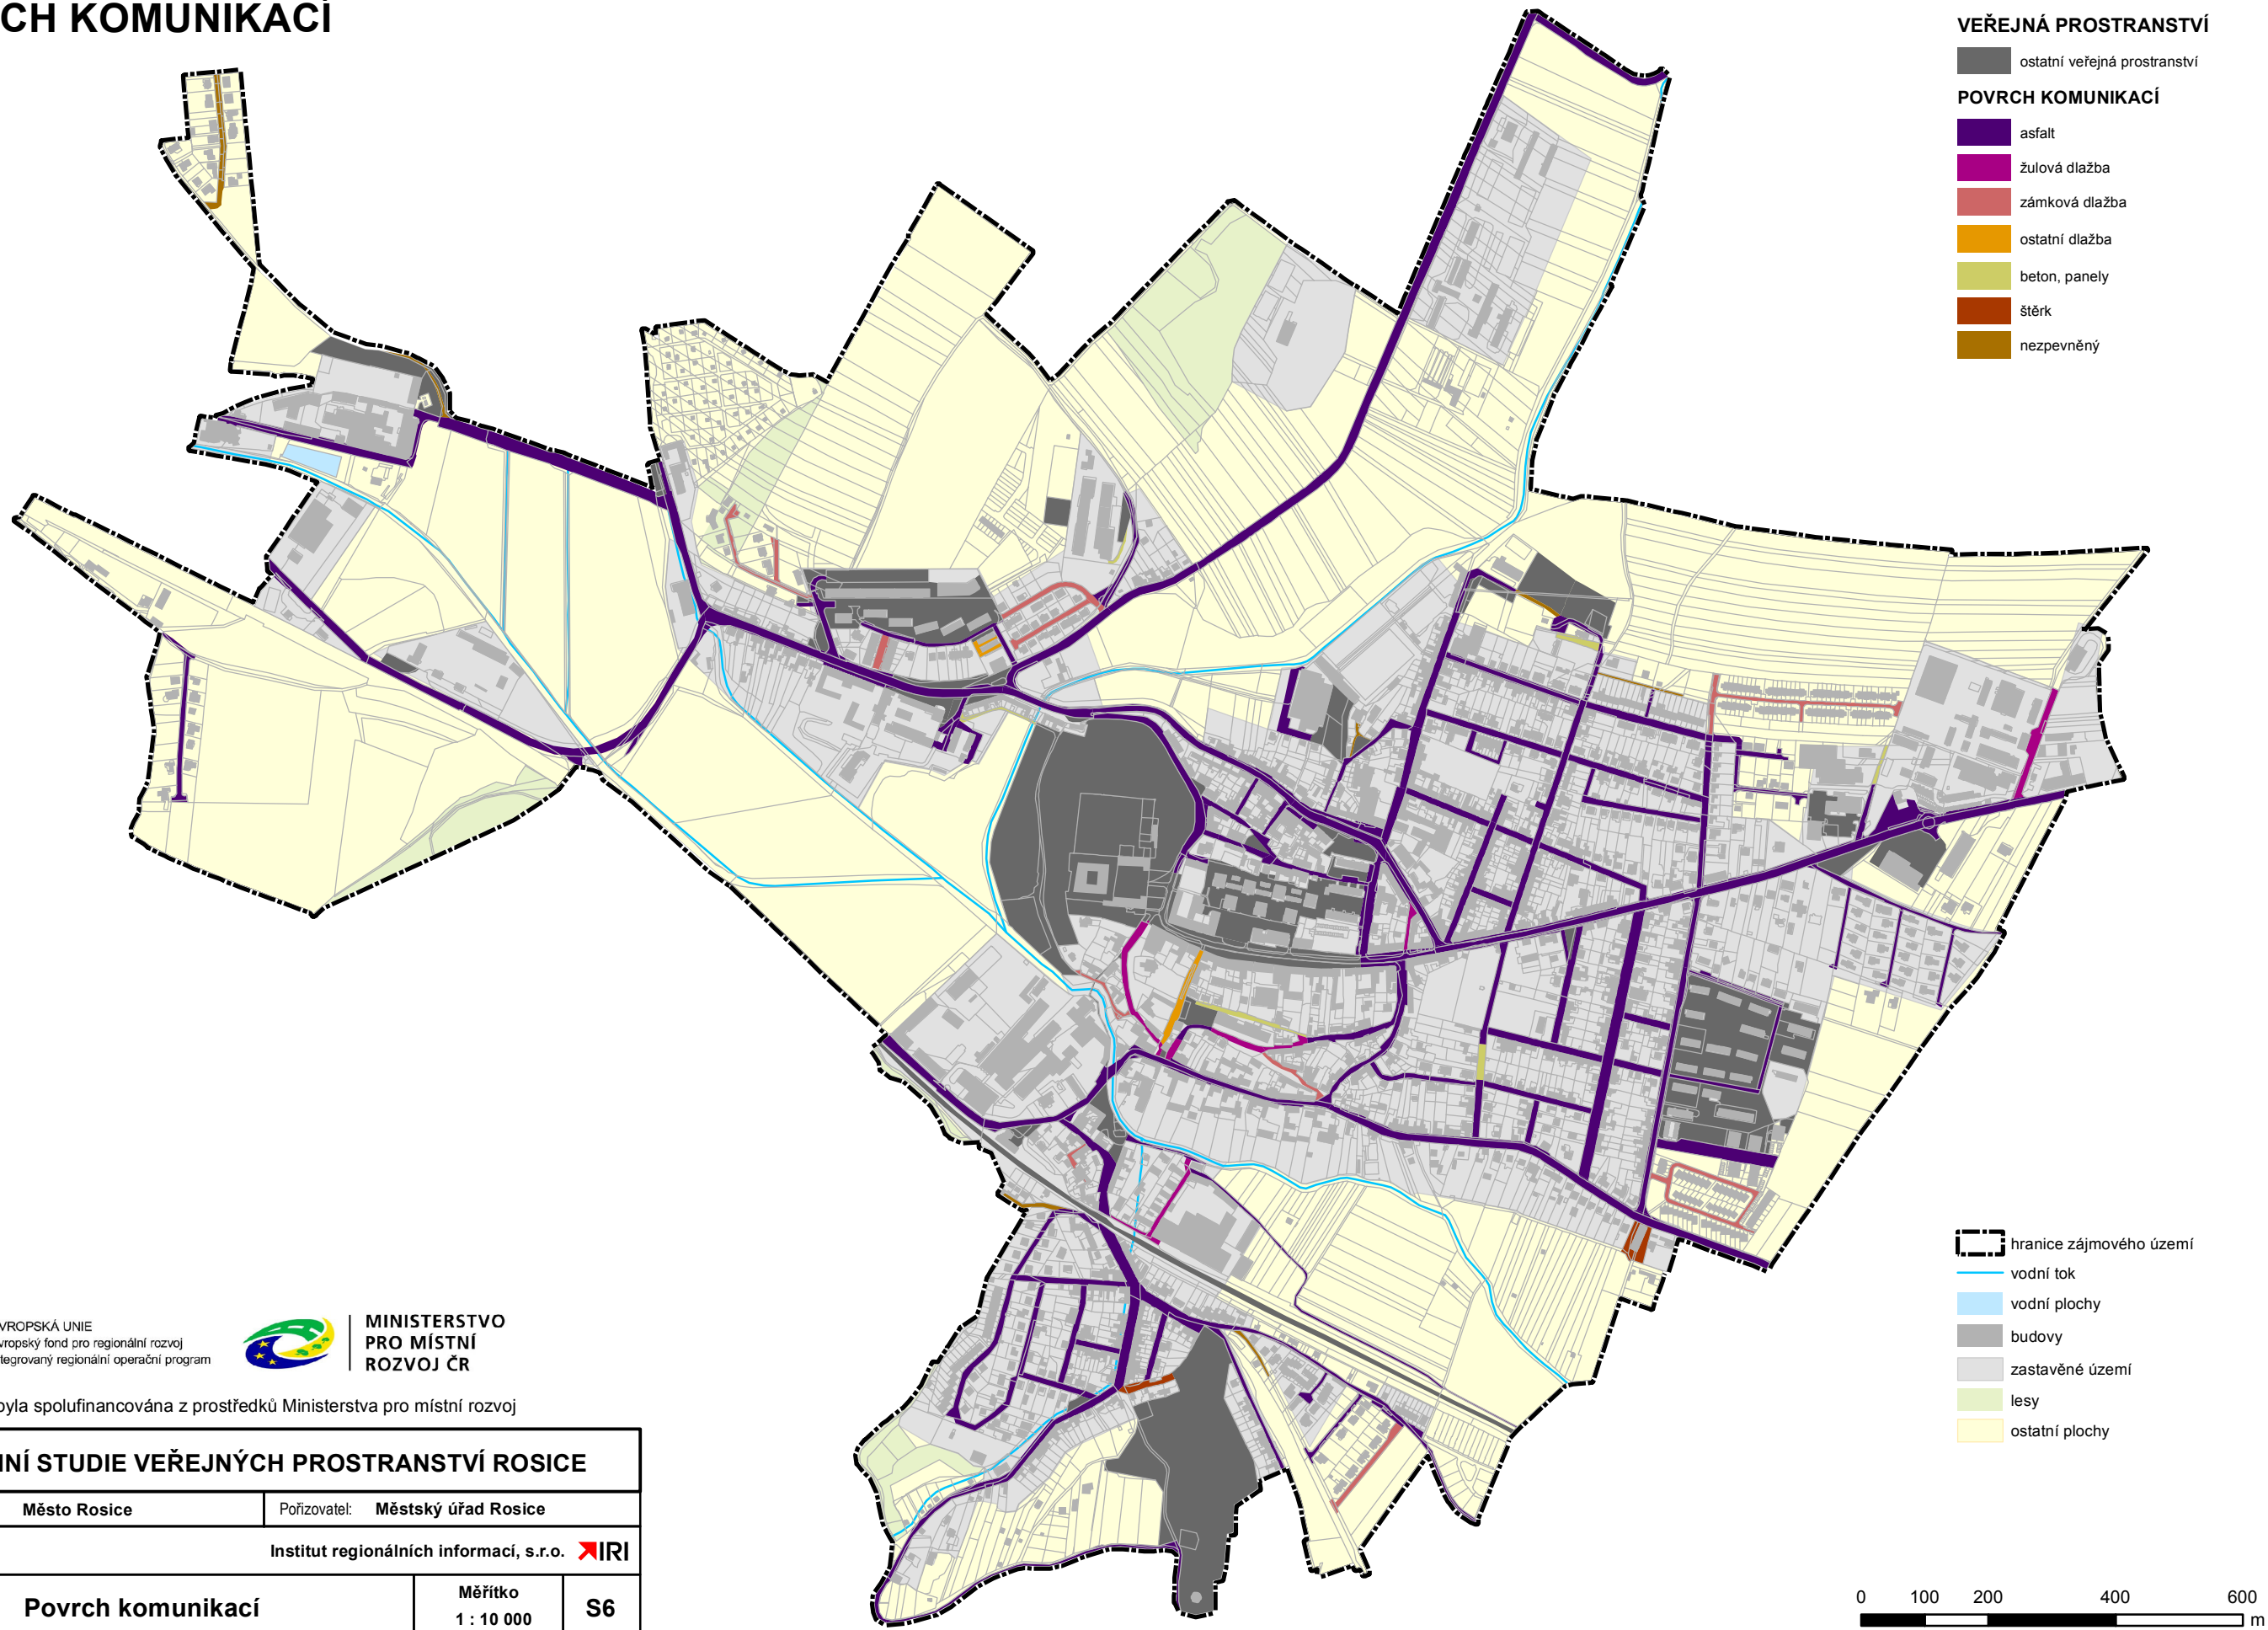 CH KOMUNIKACÍ
VEŘEJNÁ PROSTRANSTVÍ
ostatní veřejná prostranství
POVRCH KOMUNIKACÍ
asfalt
žulová dlažba
zámková dlažba
ostatní dlažba
beton, panely
štěrk
nezpevněný
hranice zájmového území
vodní tok
vodní plochy
budovy
zastavěné území
lesy
ostatní plochy
VROPSKÁ UNIE
vropský fond pro regionální rozvoj
tegrovaný regionální operační program
MINISTERSTVO
PRO MÍSTNÍ
ROZVOJ ČR
byla spolufinancována z prostředků Ministerstva pro místní rozvoj
NÍ STUDIE VEŘEJNÝCH PROSTRANSTVÍ ROSICE
Město Rosice Pořizovatel: Městský úřad Rosice
Institut regionálních informací, s.r.o. IRI
Povrch komunikací
Měřítko
1 : 10 000
S6
0 100 200 400 600
m